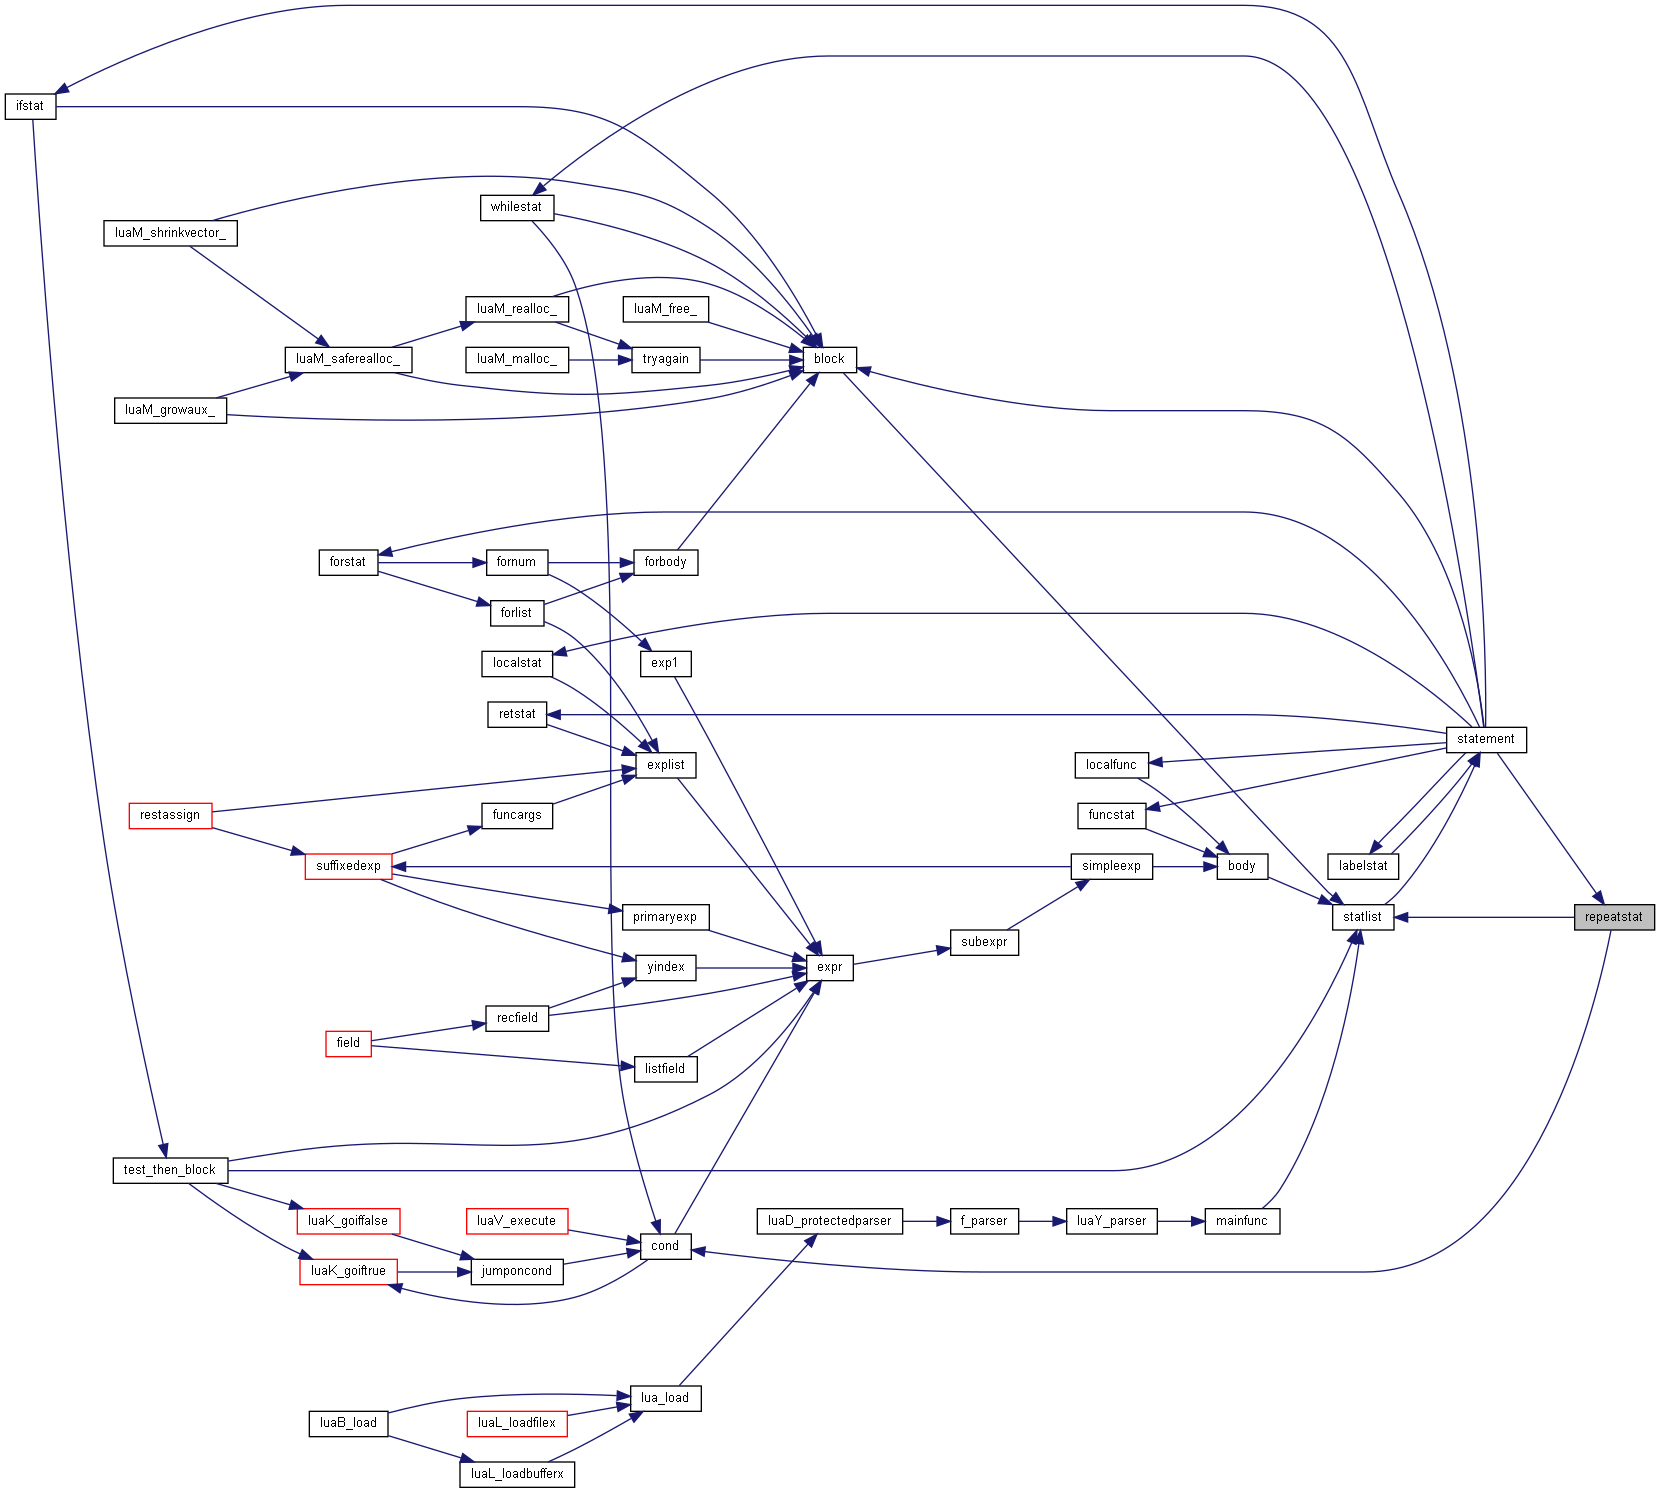 ifstat
whilestat
luaM_shrinkvector_
luaM_realloc_
luaM_free_
luaM_saferealloc_
luaM_malloc_
tryagain
block
luaM_growaux_
forstat
fornum
forbody
forlist
localstat
exp1
retstat
statement
explist
localfunc
restassign
funcargs
funcstat
suffixedexp
simpleexp
body
labelstat
primaryexp
statlist
repeatstat
subexpr
yindex
expr
recfield
field
listfield
test_then_block
luaK_goiffalse
luaV_execute
luaD_protectedparser
f_parser
luaY_parser
mainfunc
cond
luaK_goiftrue
jumponcond
lua_load
luaB_load
luaL_loadfilex
luaL_loadbufferx